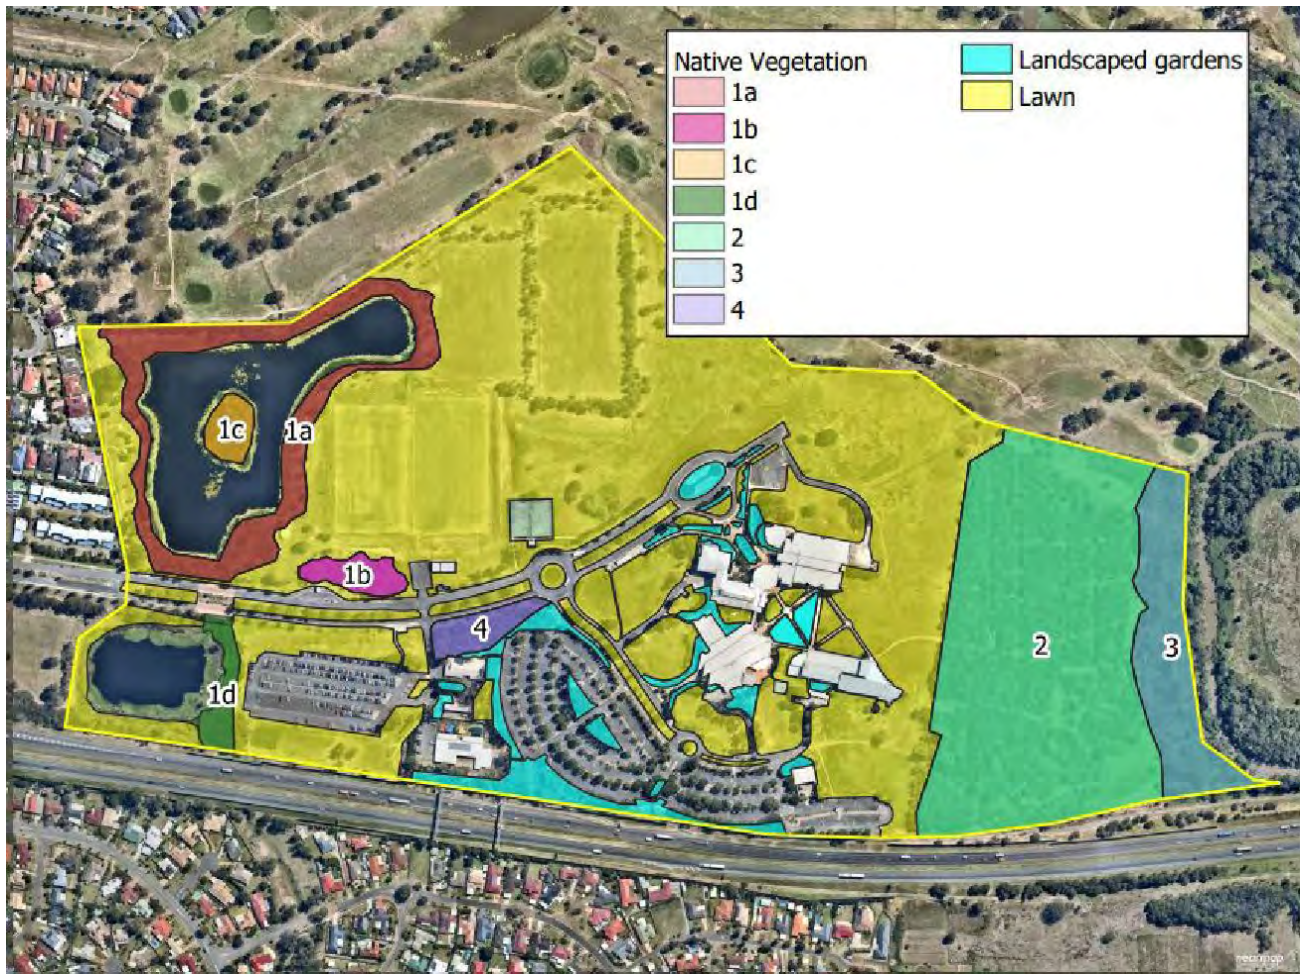 Native Vegetation
1a
1b
1c
1d
2
3
4
Landscaped gardens
Lawn
1c
1a
1b
4
1d
2
3
nearmap